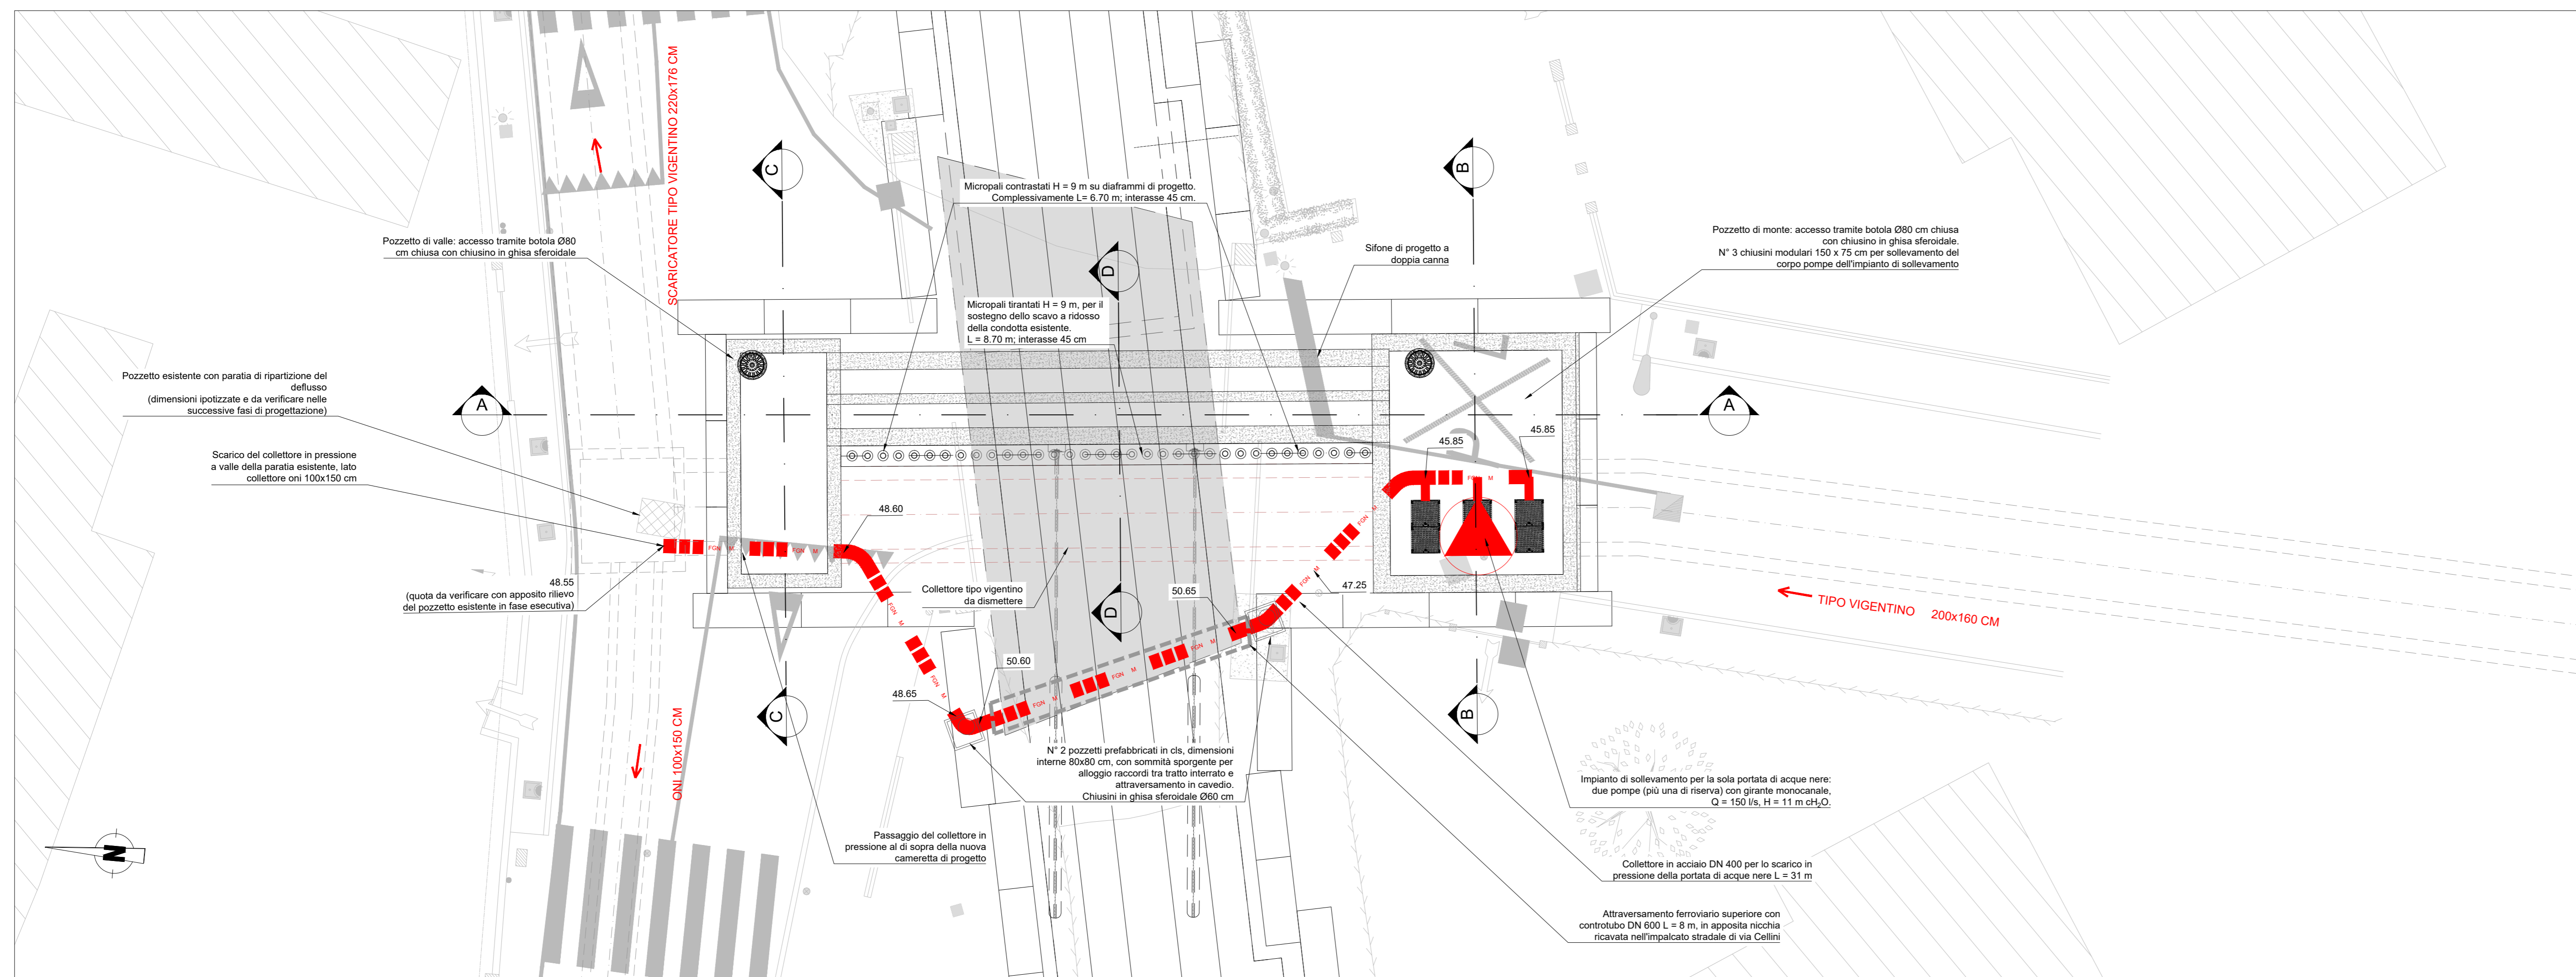 SCARICATORE TIPO VIGENTINO 220x176 CM
C
B
Micropali contrastati H = 9 m su diaframmi di progetto.
Complessivamente L= 6.70 m; interasse 45 cm.
Pozzetto di valle: accesso tramite botola Ø80
cm chiusa con chiusino in ghisa sferoidale
Sifone di progetto a
doppia canna
Pozzetto di monte: accesso tramite botola Ø80 cm chiusa
con chiusino in ghisa sferoidale.
N° 3 chiusini modulari 150 x 75 cm per sollevamento del
corpo pompe dell'impianto di sollevamento
D
Micropali tirantati H = 9 m, per il
sostegno dello scavo a ridosso
della condotta esistente.
L = 8.70 m; interasse 45 cm
Pozzetto esistente con paratia di ripartizione del
deflusso
(dimensioni ipotizzate e da verificare nelle
successive fasi di progettazione)
A
A
45.85
45.85
Scarico del collettore in pressione
a valle della paratia esistente, lato
collettore oni 100x150 cm
FGN M
48.60
FGN M
FGN M
FGN M
48.55
(quota da verificare con apposito rilievo
del pozzetto esistente in fase esecutiva)
Collettore tipo vigentino
da dismettere
D
50.65
47.25
FGN M
FGN M
TIPO VIGENTINO 200x160 CM
FGN M
FGN M
50.60
FGN M
48.65
FGN M
FGN M
C
B
ONI 100x150 CM
N° 2 pozzetti prefabbricati in cls, dimensioni
interne 80x80 cm, con sommità sporgente per
alloggio raccordi tra tratto interrato e
attraversamento in cavedio.
Chiusini in ghisa sferoidale Ø60 cm
Impianto di sollevamento per la sola portata di acque nere:
due pompe (più una di riserva) con girante monocanale,
Q = 150 l/s, H = 11 m cH₂O.
N
Passaggio del collettore in
pressione al di sopra della nuova
cameretta di progetto
Collettore in acciaio DN 400 per lo scarico in
pressione della portata di acque nere L = 31 m
Attraversamento ferroviario superiore con
controtubo DN 600 L = 8 m, in apposita nicchia
ricavata nell'impalcato stradale di via Cellini